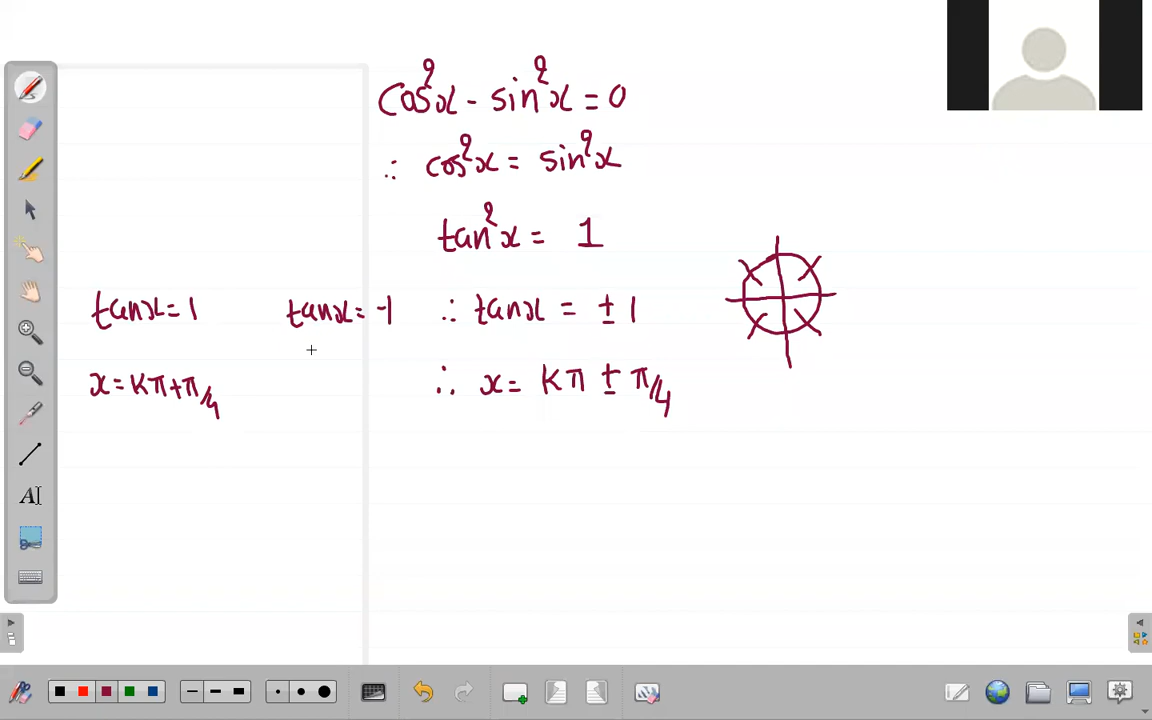 cos²x - sin²x = 0
∴ cos²x = sin²x
tan²x = 1
tanx = 1 tanx = -1 ∴ tanx = ± 1
x = kπ + π/4 ∴ x = kπ ± π/4